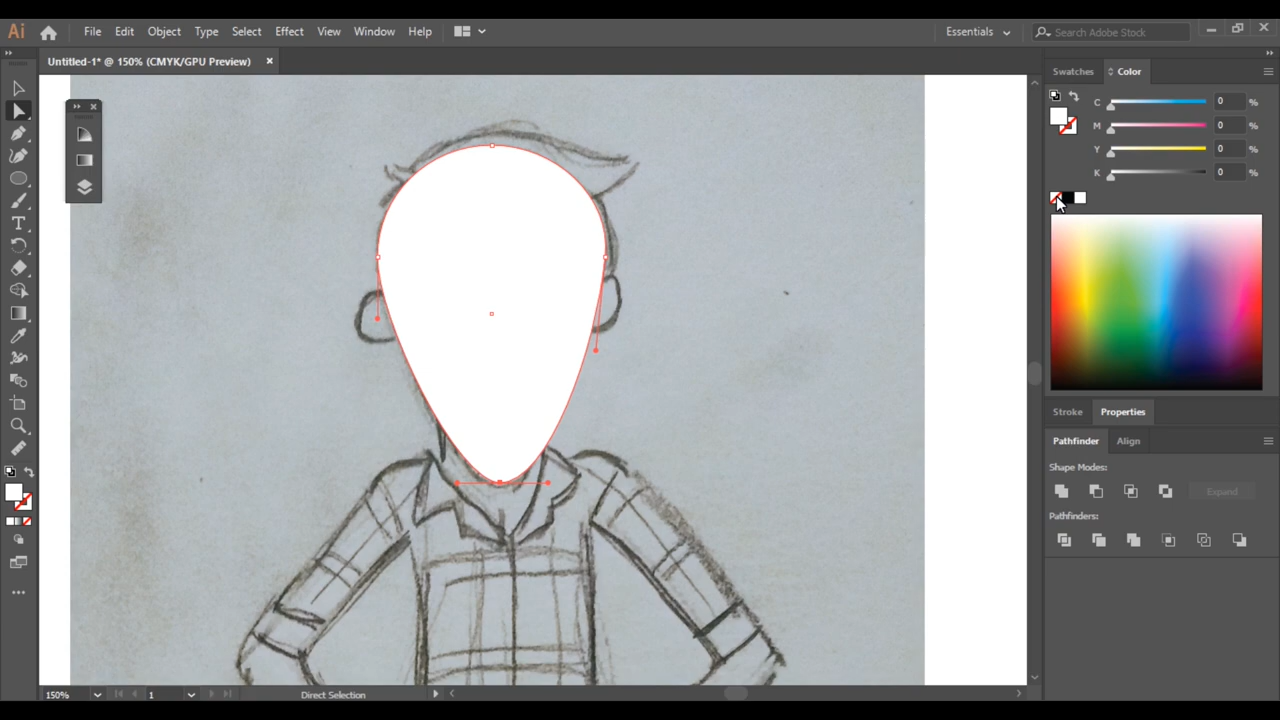 Ai File Edit Object Type Select Effect View Window Help Essentials Search Adobe Stock
Untitled-1* @ 150% (CMYK/GPU Preview)
Swatches Color
C 0 %
M 0 %
Y 0 %
K 0 %
T
Stroke Properties
Pathfinder Align
Shape Modes:
Expand
Pathfinders:
150% 1 Direct Selection